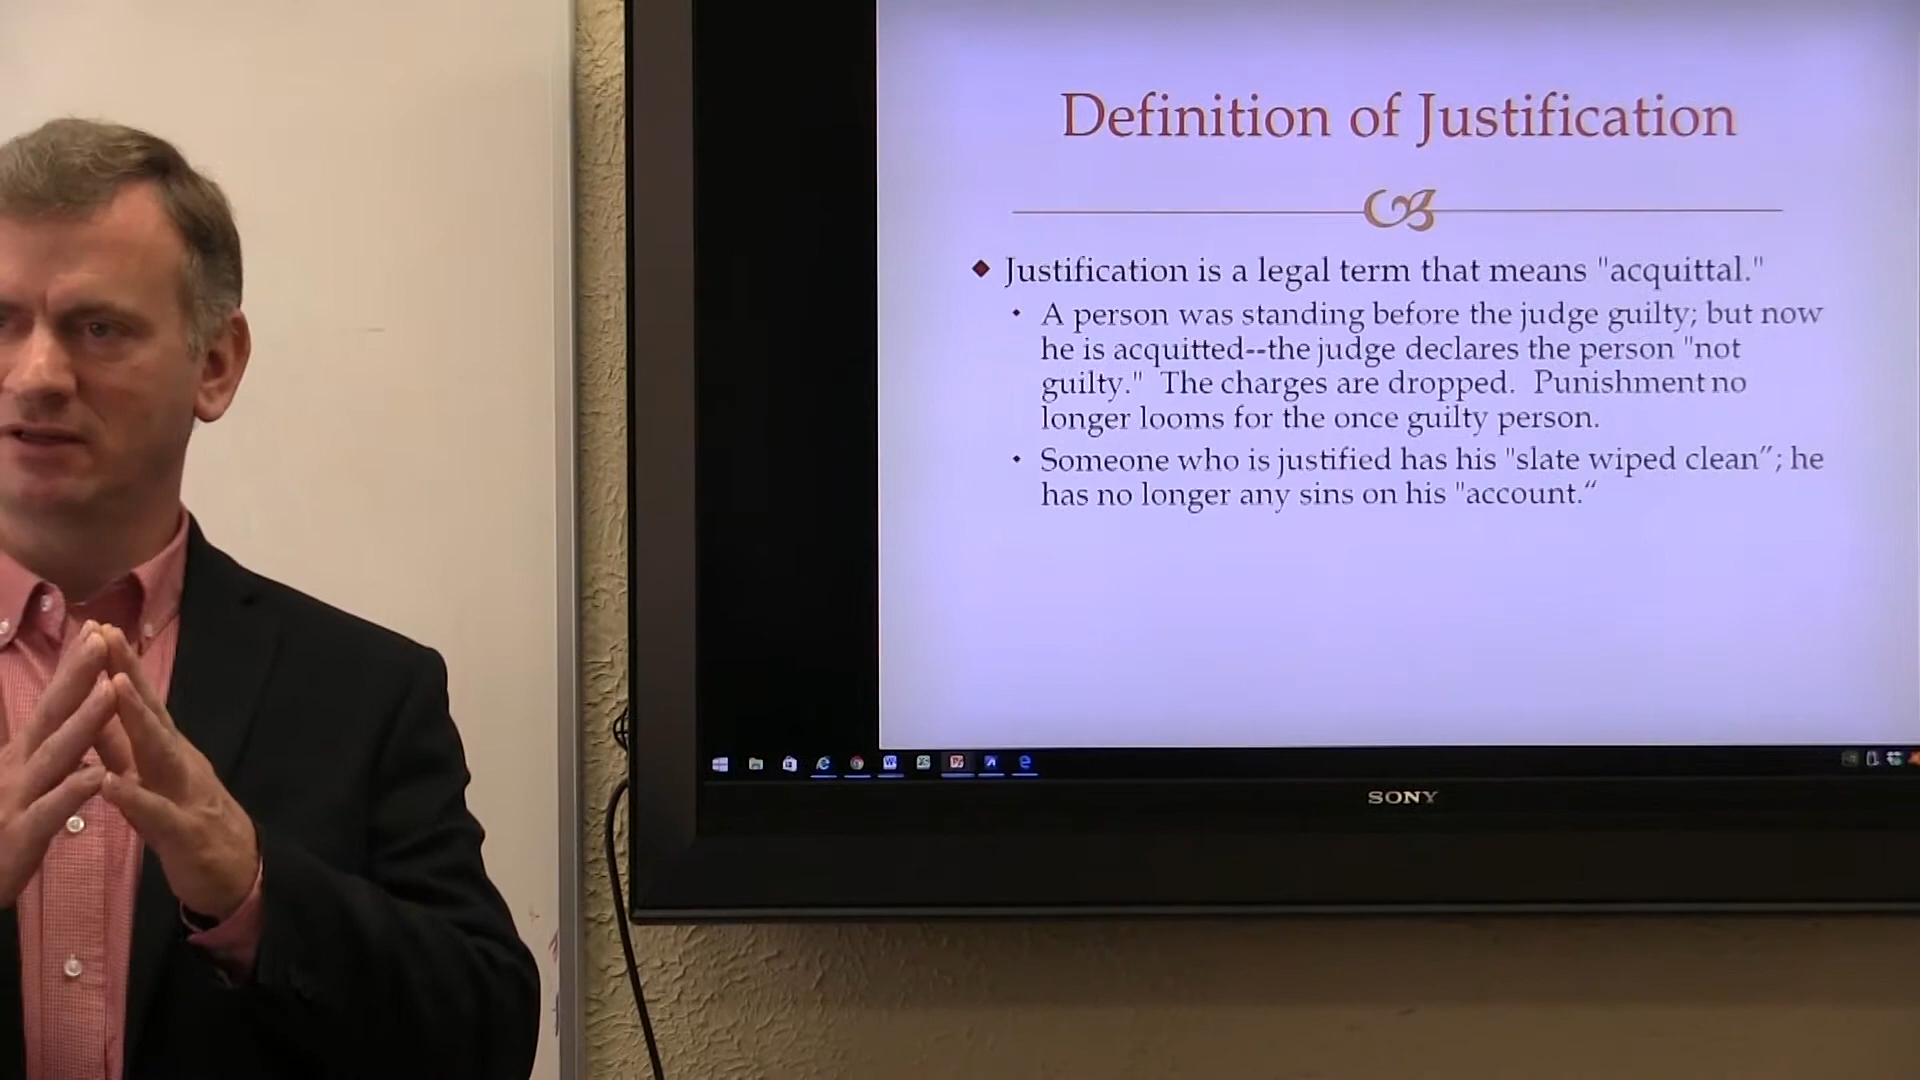 Definition of Justification
Justification is a legal term that means "acquittal."
A person was standing before the judge guilty; but now
he is acquitted--the judge declares the person "not
guilty."  The charges are dropped.  Punishment no
longer looms for the once guilty person.
Someone who is justified has his "slate wiped clean”; he
has no longer any sins on his "account.“
SONY